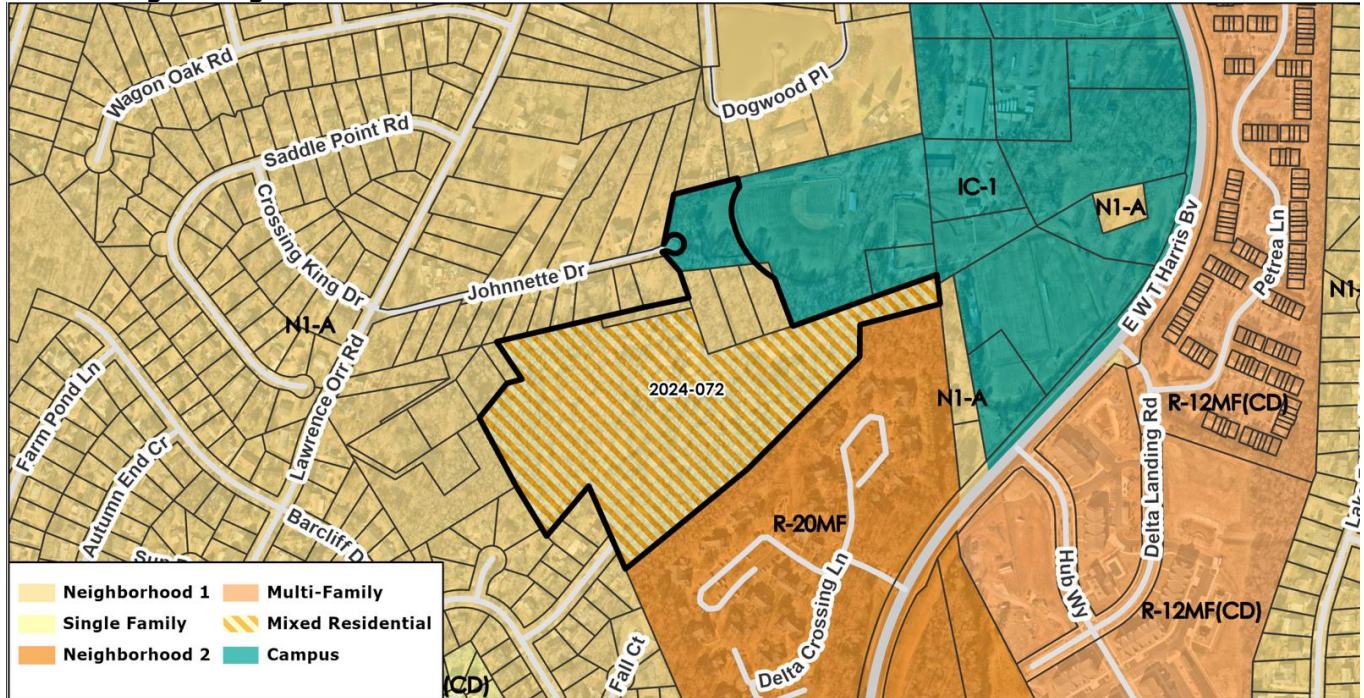 Wagon Oak Rd
Saddle Point Rd
Crossing King Dr
Dogwood Pl
IC-1
N1-A
E W T Harris Bv
Petrea Ln
N1-
Johnnette Dr
N1-A
Lawrence Orr Rd
2024-072
N1-A
R-12MF(CD)
Farm Pond Ln
Autumn End Cr
Barcliff D
R-20MF
Delta Landing Rd
Hub Wy
R-12MF(CD)
Delta Crossing Ln
Fall Ct
(CD)
Neighborhood 1
Multi-Family
Single Family
Mixed Residential
Neighborhood 2
Campus